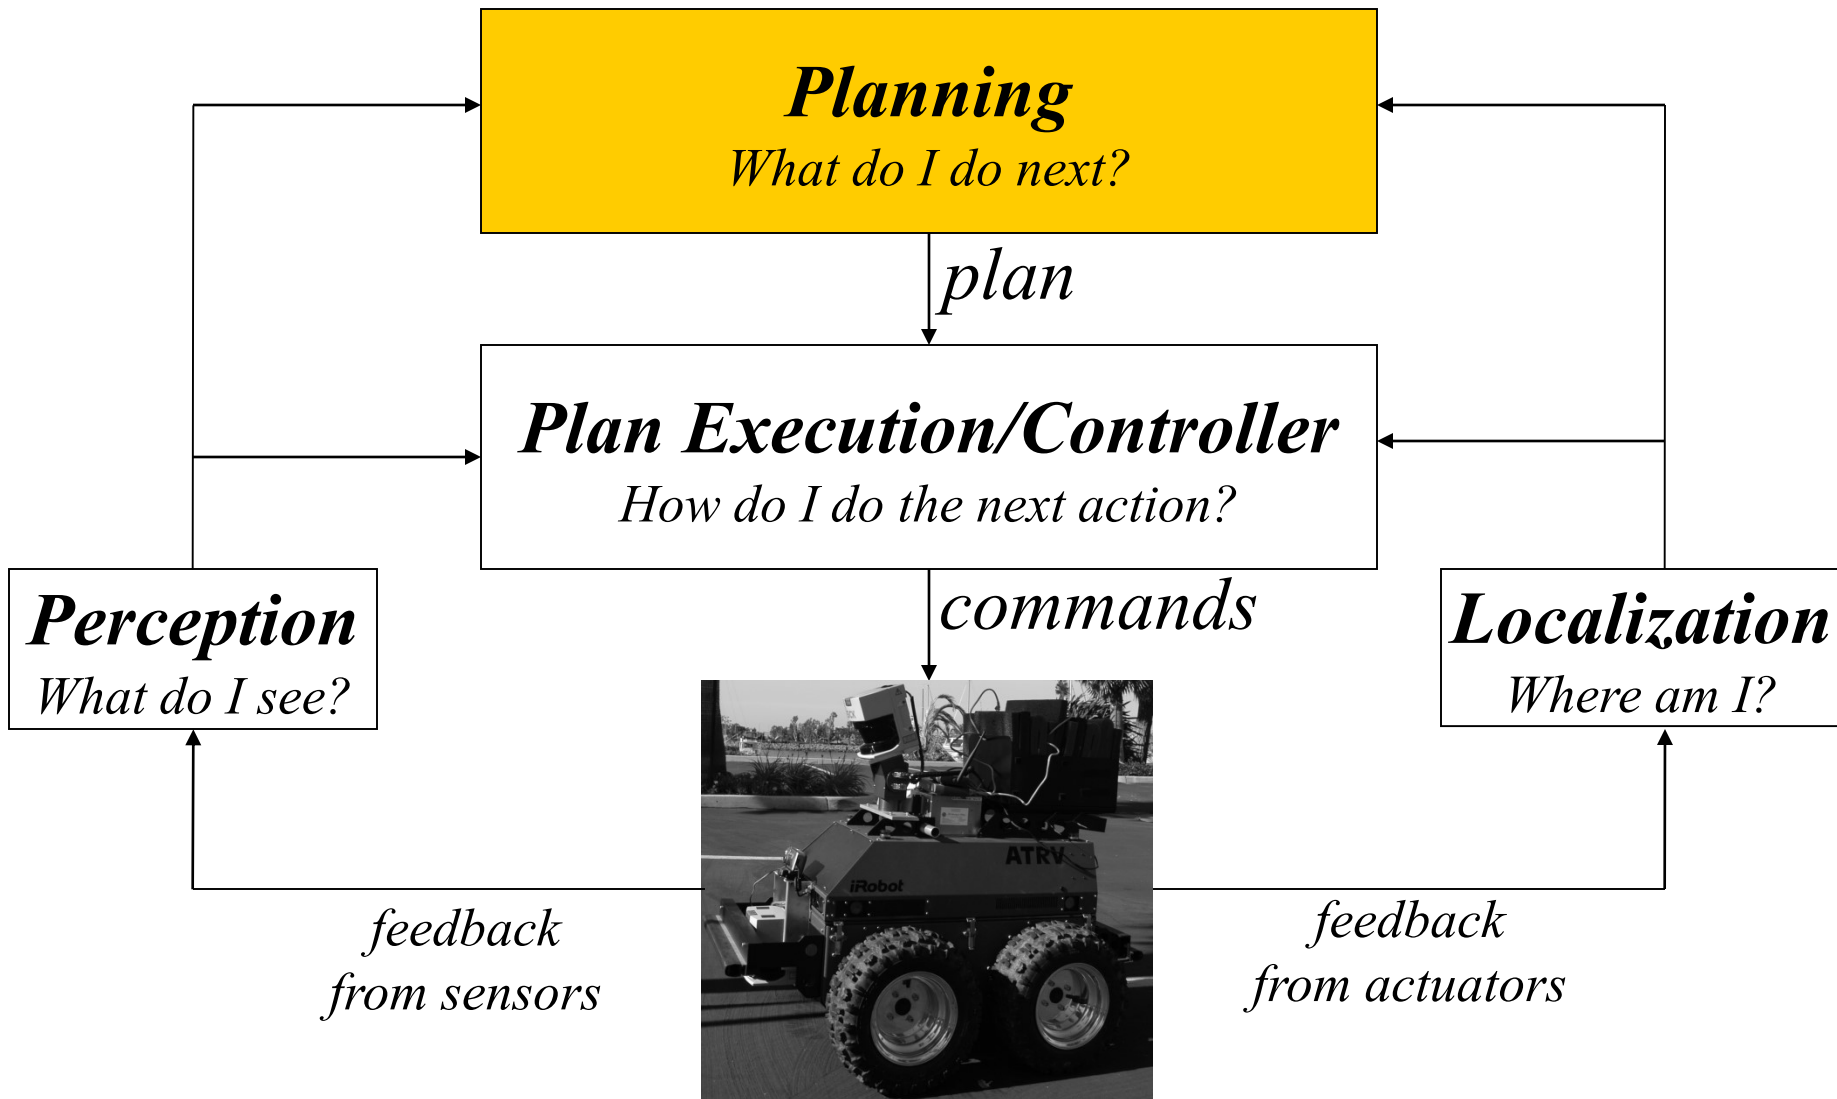 Planning
What do I do next?
plan
Plan Execution/Controller
How do I do the next action?
commands
Perception
What do I see?
Localization
Where am I?
ATRV
iRobot
feedback
from sensors
feedback
from actuators